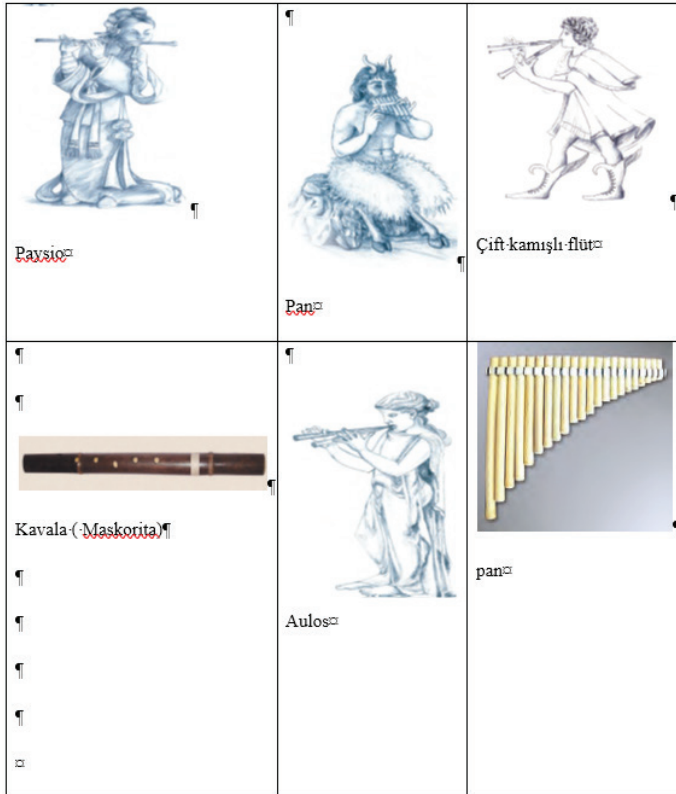 Paysio
Pan
Çift kamışlı flüt
Kavala ( Maskorita)
Aulos
pan